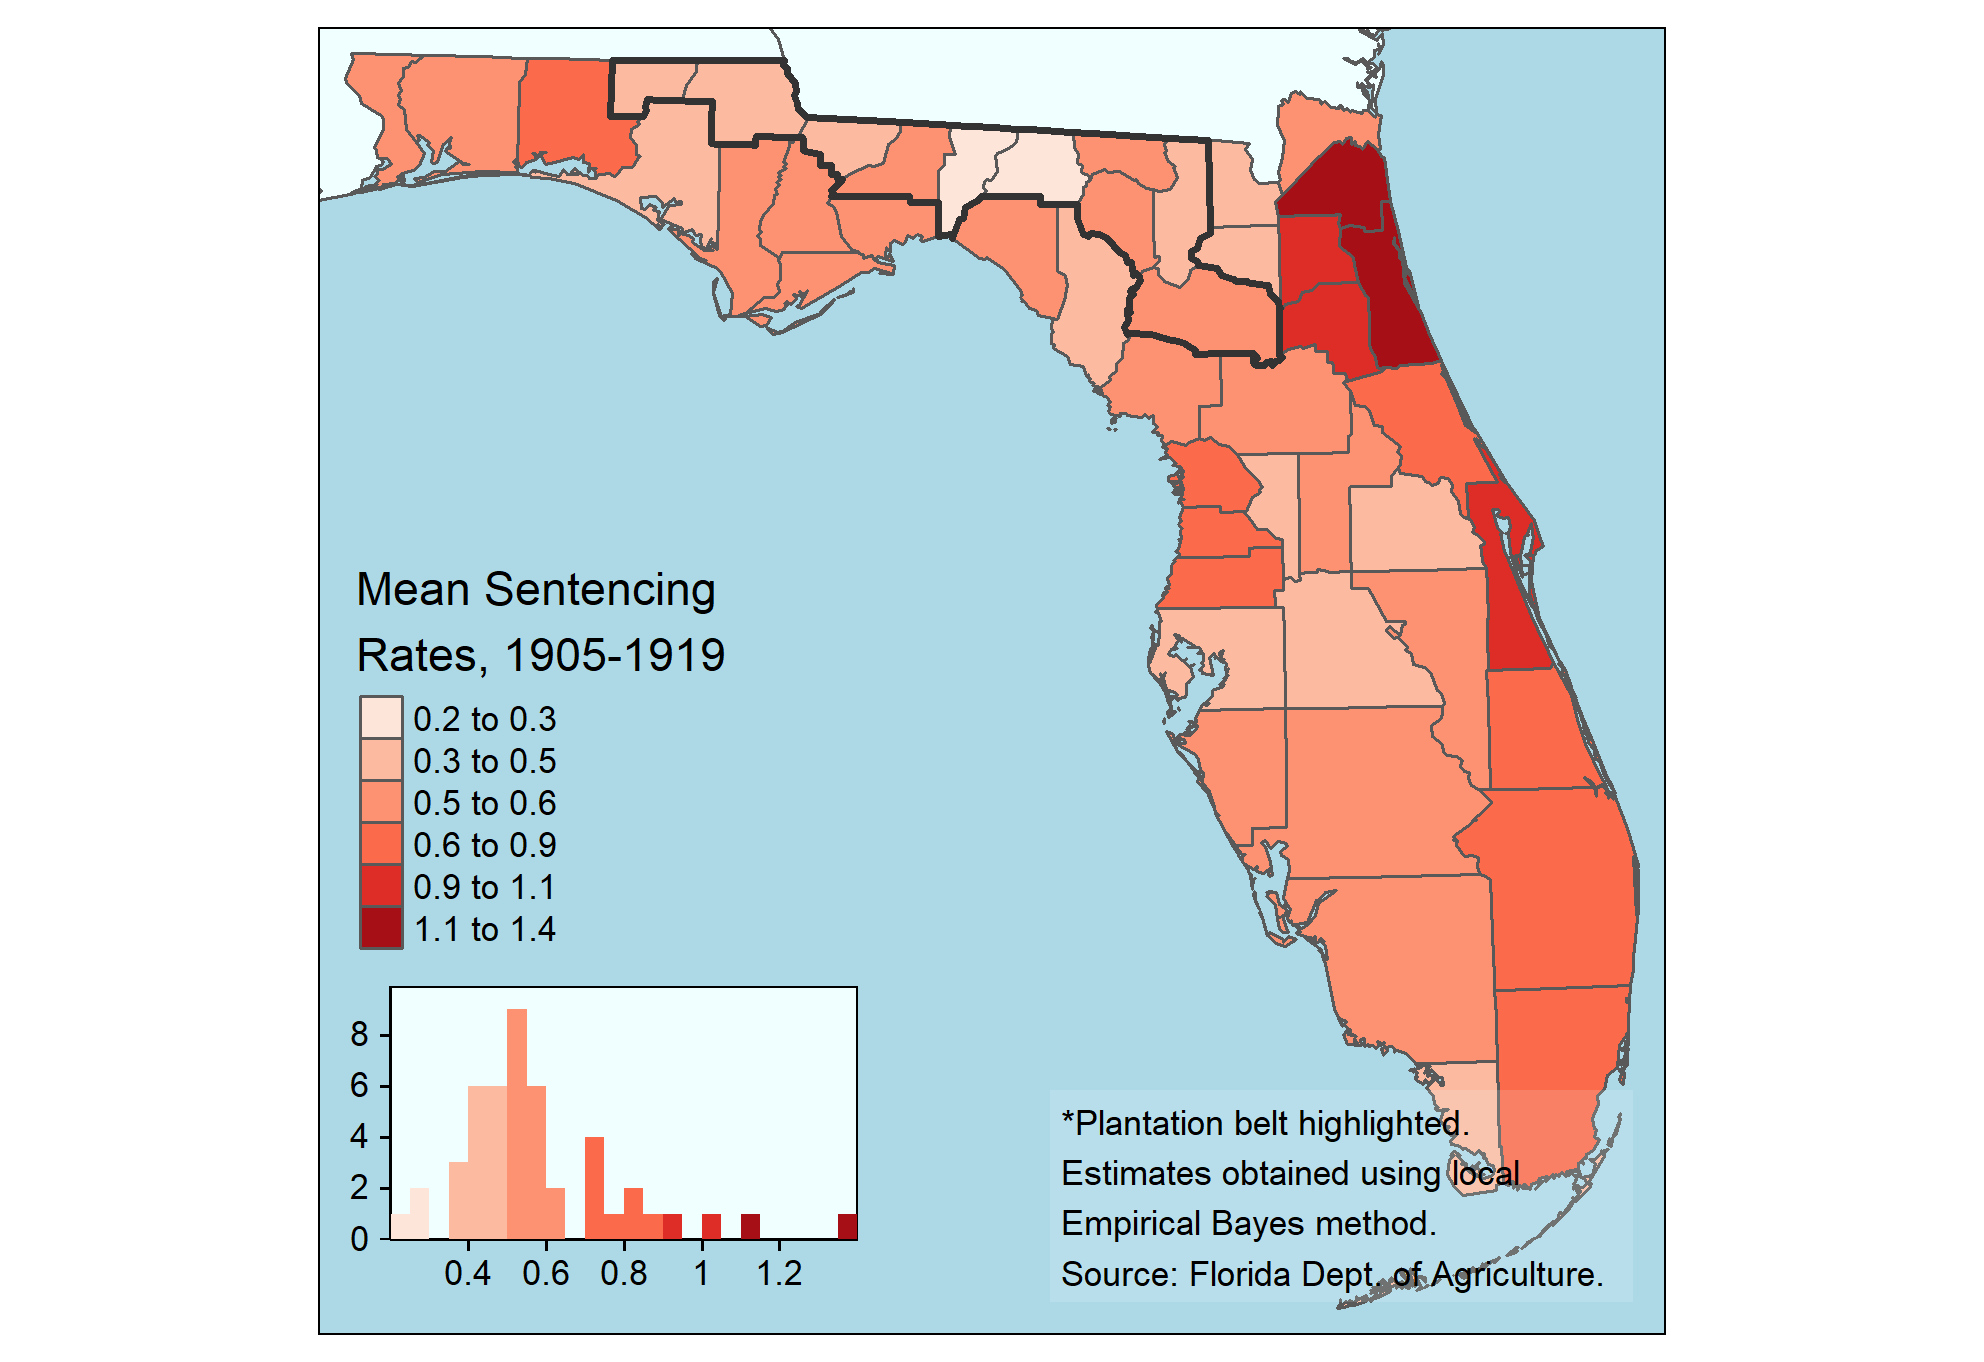 Mean Sentencing
Rates, 1905-1919
0.2 to 0.3
0.3 to 0.5
0.5 to 0.6
0.6 to 0.9
0.9 to 1.1
1.1 to 1.4
8
6
4
2
0
0.4 0.6 0.8 1 1.2
*Plantation belt highlighted.
Estimates obtained using local
Empirical Bayes method.
Source: Florida Dept. of Agriculture.